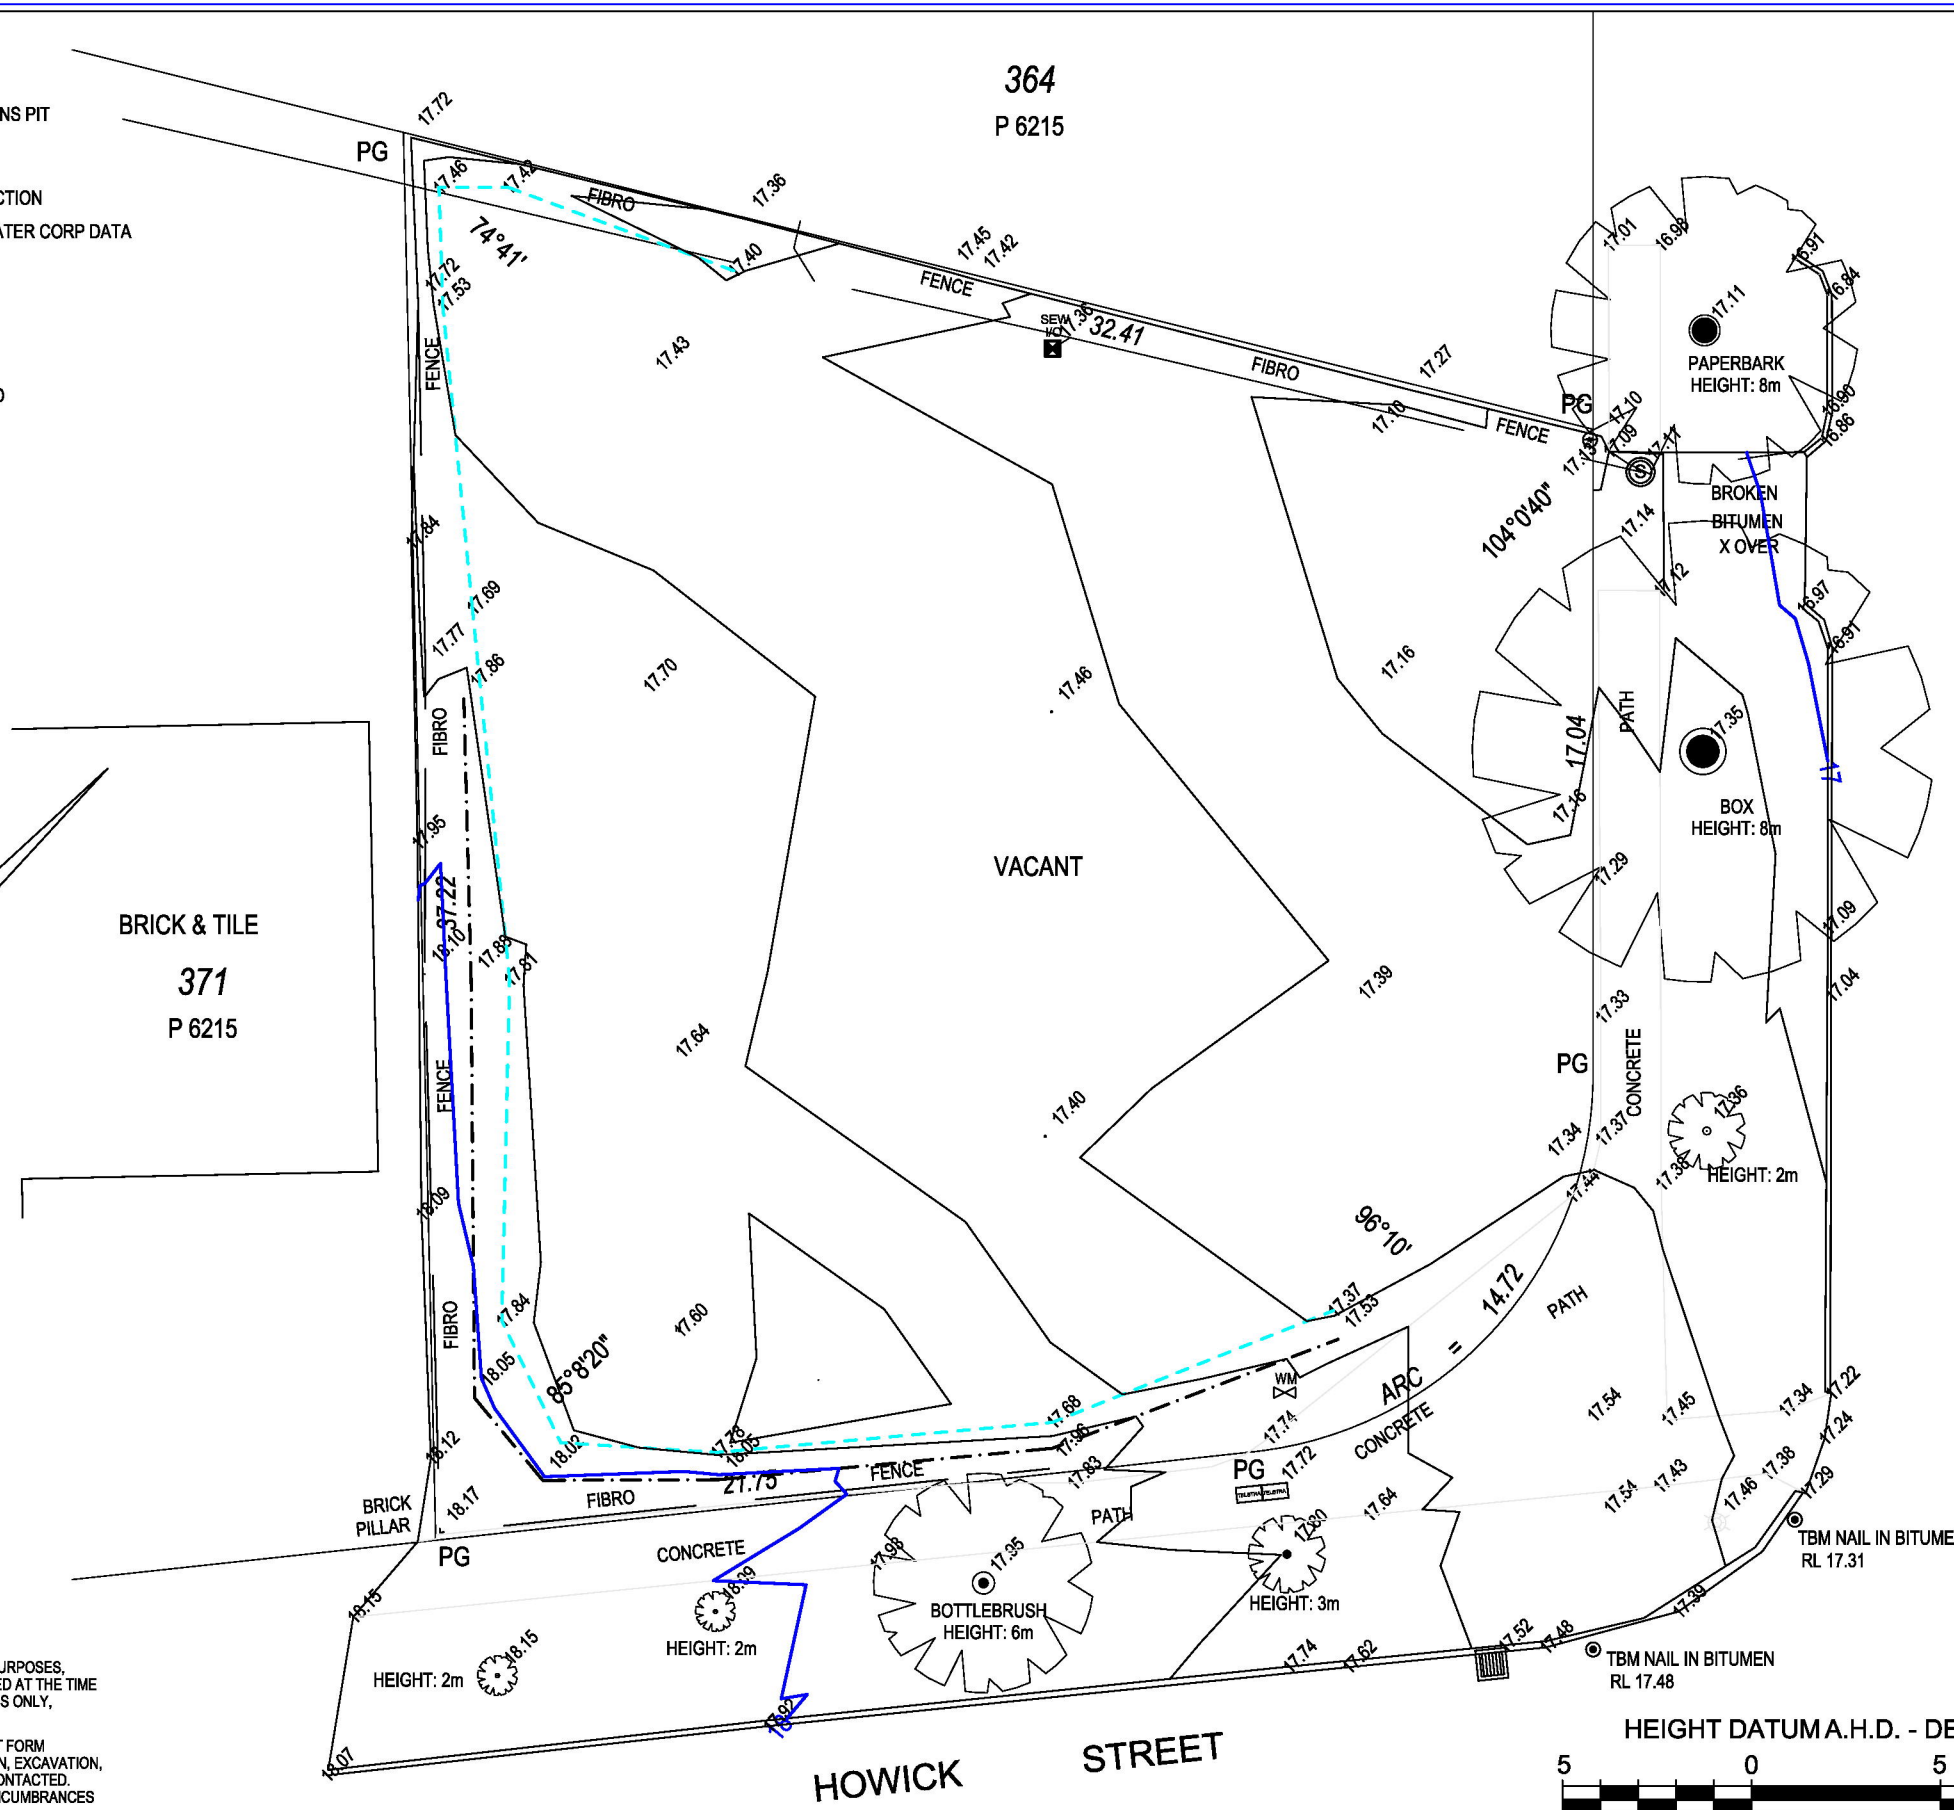 364
P 6215
NS PIT
CTION
ATER CORP DATA
17.72
PG
17.46
17.42
FIBRO
17.36
74°41'
17.40
17.45
17.42
FENCE
17.72
17.53
FENCE
17.43
SEW
I/O
17.36
32.41
FIBRO
17.27
17.10
FENCE
PG
17.10
17.09
17.13
17.11
S
17.01
16.98
16.91
16.84
17.11
PAPERBARK
HEIGHT: 8m
16.90
16.86
BROKEN
BITUMEN
X OVER
104°0'40"
17.14
17.12
16.97
16.91
17.84
17.69
17.77
17.86
17.70
17.46
17.16
FIBRO
17.04
PATH
17.35
17
BOX
HEIGHT: 8m
17.16
17.95
VACANT
17.29
37.22
BRICK & TILE
371
P 6215
18.10
17.88
17.81
17.39
17.09
17.04
17.33
17.64
FENCE
PG
CONCRETE
17.40
17.34
17.37
17.36
17.38
HEIGHT: 2m
17.44
18.09
96°10'
FIBRO
17.84
17.60
17.37
17.53
14.72
PATH
=
18.05
85°8'20"
WM
ARC
CONCRETE
17.54
17.45
17.34
17.22
17.24
17.68
17.96
17.74
17.72
17.78
18.05
18.02
18.12
21.75
FENCE
17.83
PG
TELSTRA
TELSTRA
17.54
17.43
17.46
17.38
17.29
BRICK
PILLAR
18.17
FIBRO
PATH
17.64
17.80
TBM NAIL IN BITUME
RL 17.31
PG
CONCRETE
17.98
17.95
18.15
18.09
BOTTLEBRUSH
HEIGHT: 6m
HEIGHT: 3m
17.39
HEIGHT: 2m
18.15
HEIGHT: 2m
17.74
17.62
17.52
17.48
TBM NAIL IN BITUMEN
RL 17.48
17.92
18
18.07
URPOSES,
ED AT THE TIME
S ONLY,
T FORM
N, EXCAVATION,
ONTACTED.
NCUMBRANCES
HOWICK STREET
HEIGHT DATUM A.H.D. - DE
5 0 5